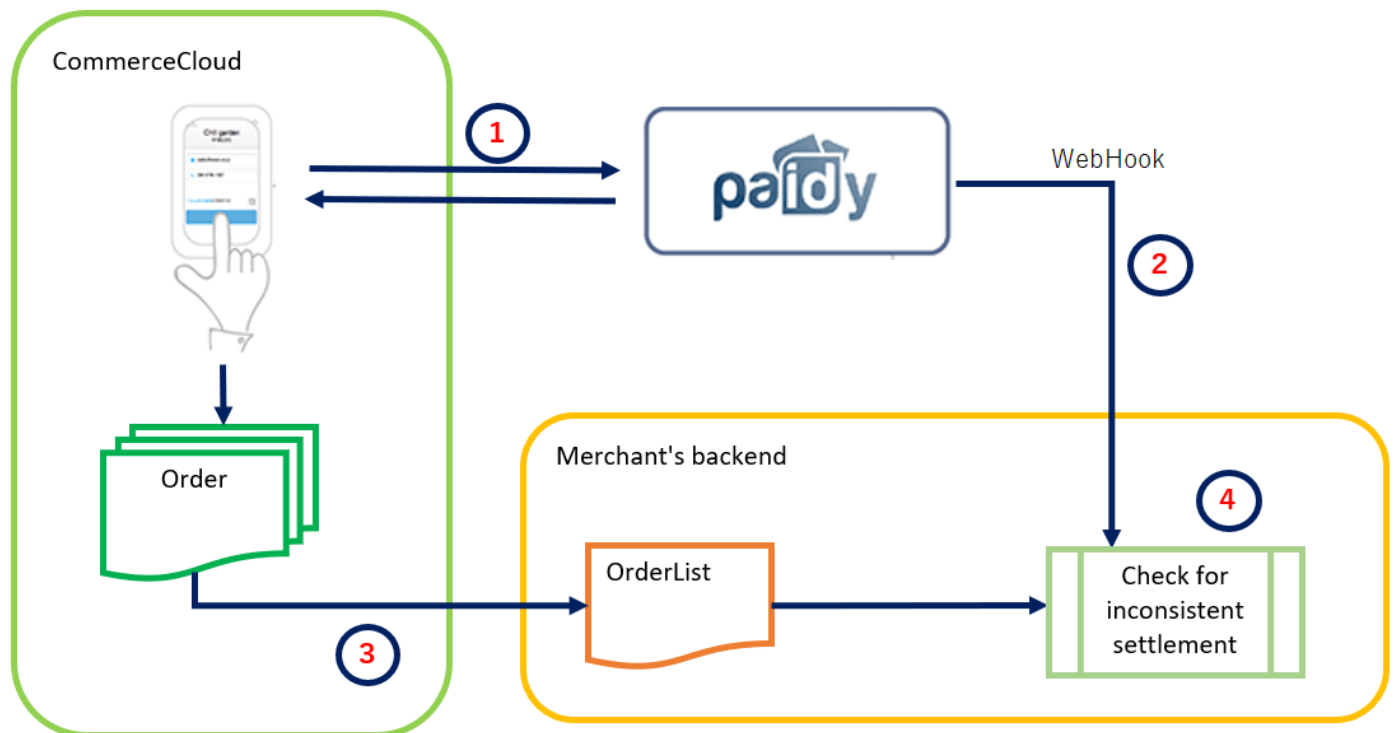 CommerceCloud
1
paidy
WebHook
2
Order
Merchant's backend
4
OrderList
Check for
inconsistent
settlement
3